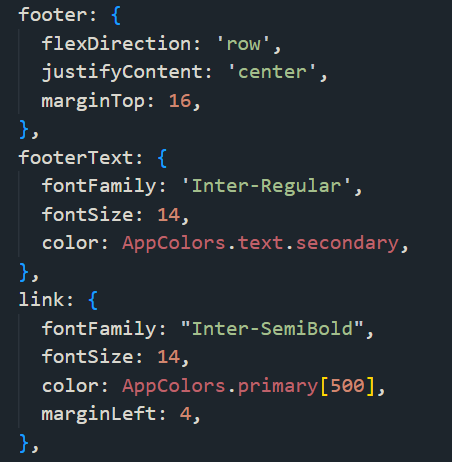 footer: {
  flexDirection: 'row',
  justifyContent: 'center',
  marginTop: 16,
},
footerText: {
  fontFamily: 'Inter-Regular',
  fontSize: 14,
  color: AppColors.text.secondary,
},
link: {
  fontFamily: "Inter-SemiBold",
  fontSize: 14,
  color: AppColors.primary[500],
  marginLeft: 4,
},